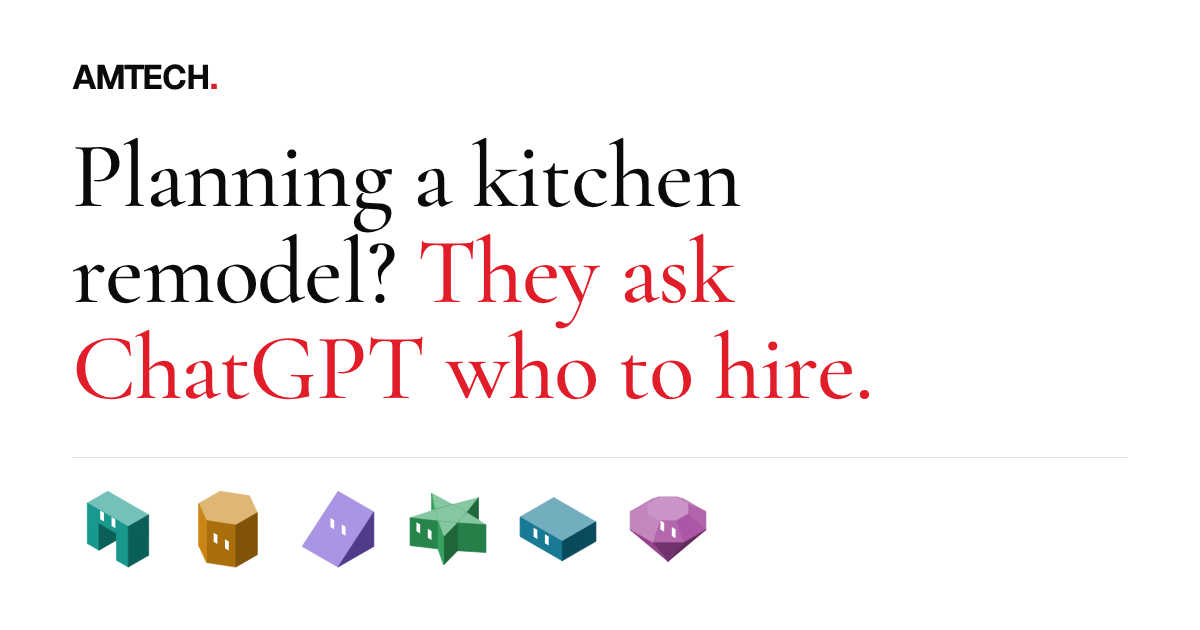 AMTECH.
Planning a kitchen
remodel? They ask
ChatGPT who to hire.